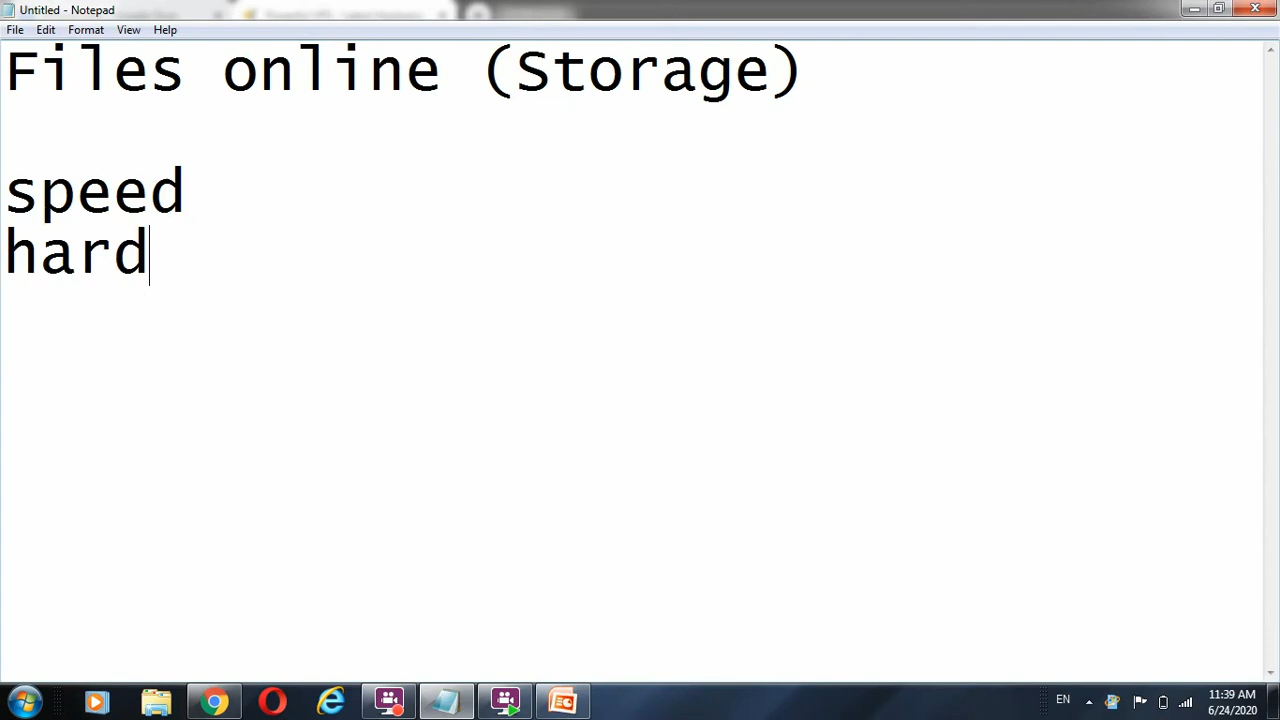 Untitled - Notepad
File Edit Format View Help
Files online (Storage)
speed
hard
EN
11:39 AM
6/24/2020